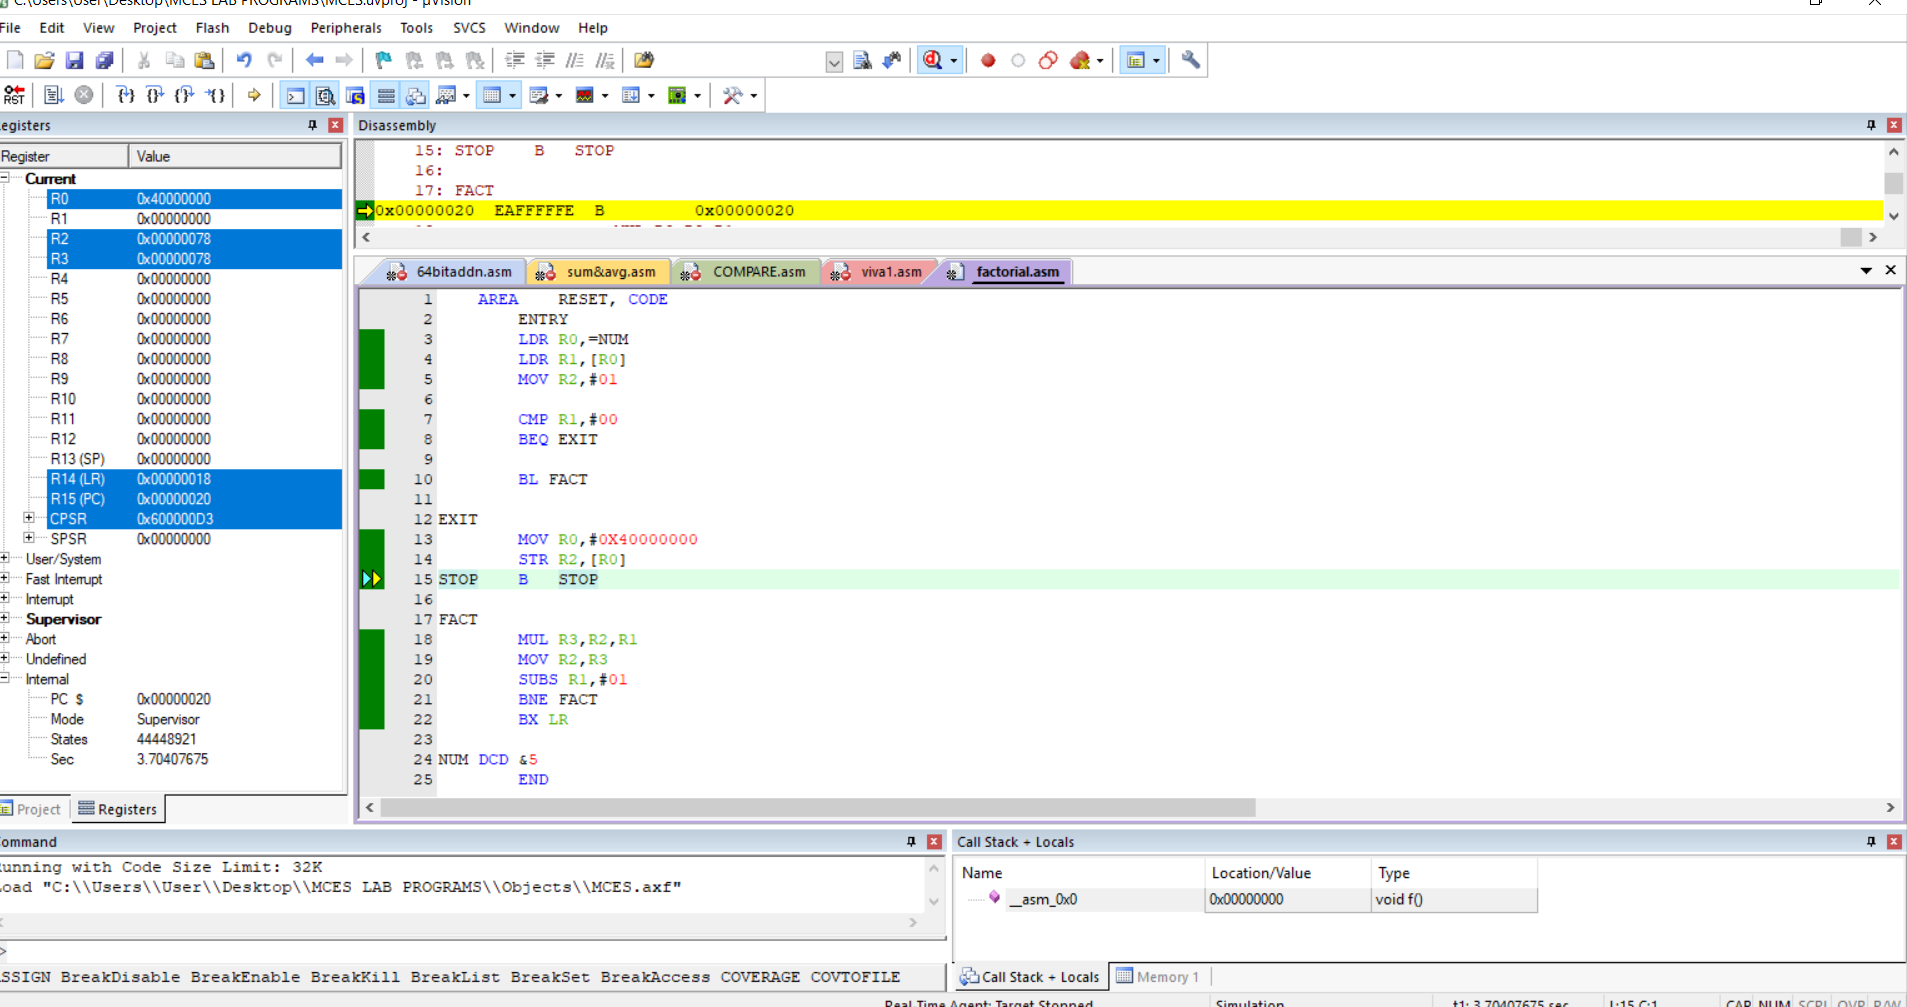 C:\Users\User\Desktop\MCES LAB PROGRAMS\MCES.uvproj - µVision
File Edit View Project Flash Debug Peripherals Tools SVCS Window Help
RST
egisters
Register Value
Current
R0 0x40000000
R1 0x00000000
R2 0x00000078
R3 0x00000078
R4 0x00000000
R5 0x00000000
R6 0x00000000
R7 0x00000000
R8 0x00000000
R9 0x00000000
R10 0x00000000
R11 0x00000000
R12 0x00000000
R13 (SP) 0x00000000
R14 (LR) 0x00000018
R15 (PC) 0x00000020
CPSR 0x600000D3
SPSR 0x00000000
User/System
Fast Interrupt
Interrupt
Supervisor
Abort
Undefined
Internal
PC $ 0x00000020
Mode Supervisor
States 44448921
Sec 3.70407675
Project Registers
Disassembly
15: STOP B STOP
16:
17: FACT
0x00000020 EAFFFFFE B 0x00000020
64bitaddn.asm sum&avg.asm COMPARE.asm viva1.asm factorial.asm
1 AREA RESET, CODE
2 ENTRY
3 LDR R0,=NUM
4 LDR R1,[R0]
5 MOV R2,#01
6
7 CMP R1,#00
8 BEQ EXIT
9
10 BL FACT
11
12 EXIT
13 MOV R0,#0X40000000
14 STR R2,[R0]
15 STOP B STOP
16
17 FACT
18 MUL R3,R2,R1
19 MOV R2,R3
20 SUBS R1,#01
21 BNE FACT
22 BX LR
23
24 NUM DCD &5
25 END
ommand
unning with Code Size Limit: 32K
oad "C:\\Users\\User\\Desktop\\MCES LAB PROGRAMS\\Objects\\MCES.axf"
>
SSIGN BreakDisable BreakEnable BreakKill BreakList BreakSet BreakAccess COVERAGE COVTOFILE
Call Stack + Locals
Name Location/Value Type
__asm_0x0 0x00000000 void f()
Call Stack + Locals Memory 1
Real-Time Agent: Target Stopped Simulation t1: 3.70407675 sec L:15 C:1 CAP NUM SCRL OVR R/W